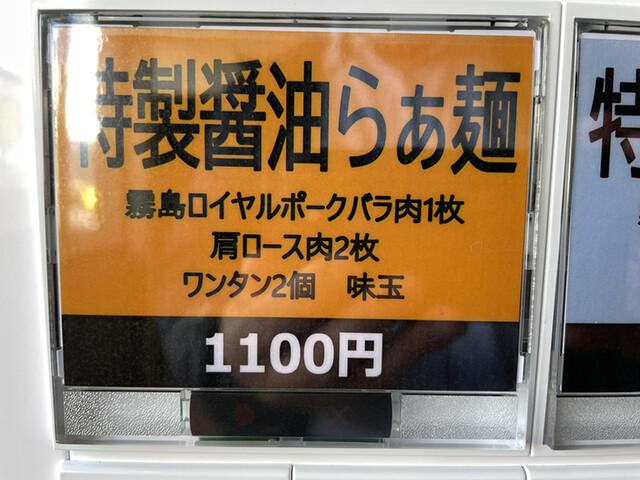 特製醤油らぁ麺
霧島ロイヤルポークバラ肉1枚
肩ロース肉2枚
ワンタン2個 味玉
1100円
特